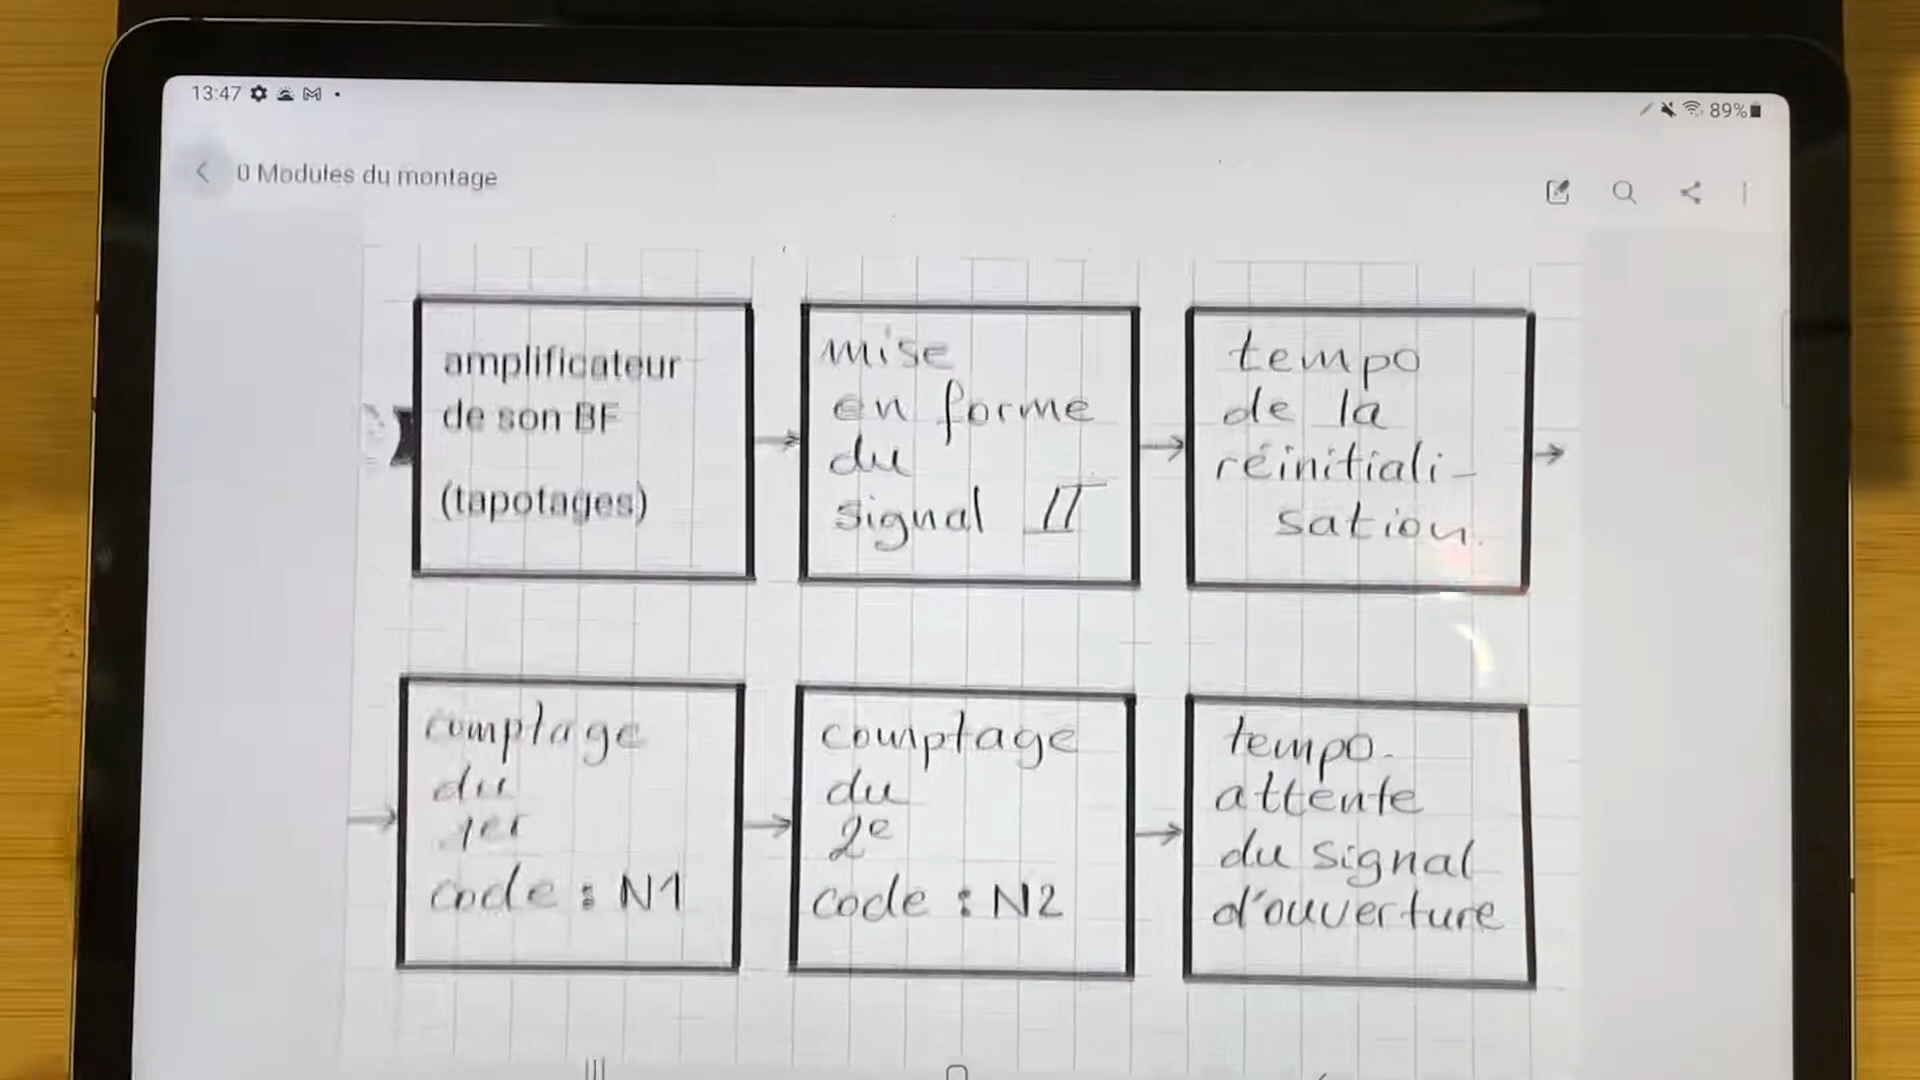 13:47
89%
0 Modules du montage
amplificateur
de son BF
(tapotages)
mise
en forme
du
signal IT
tempo
de la
réinitiali-
sation.
comptage
du
1er
code : N1
comptage
du
2e
code : N2
tempo.
attente
du signal
d'ouverture